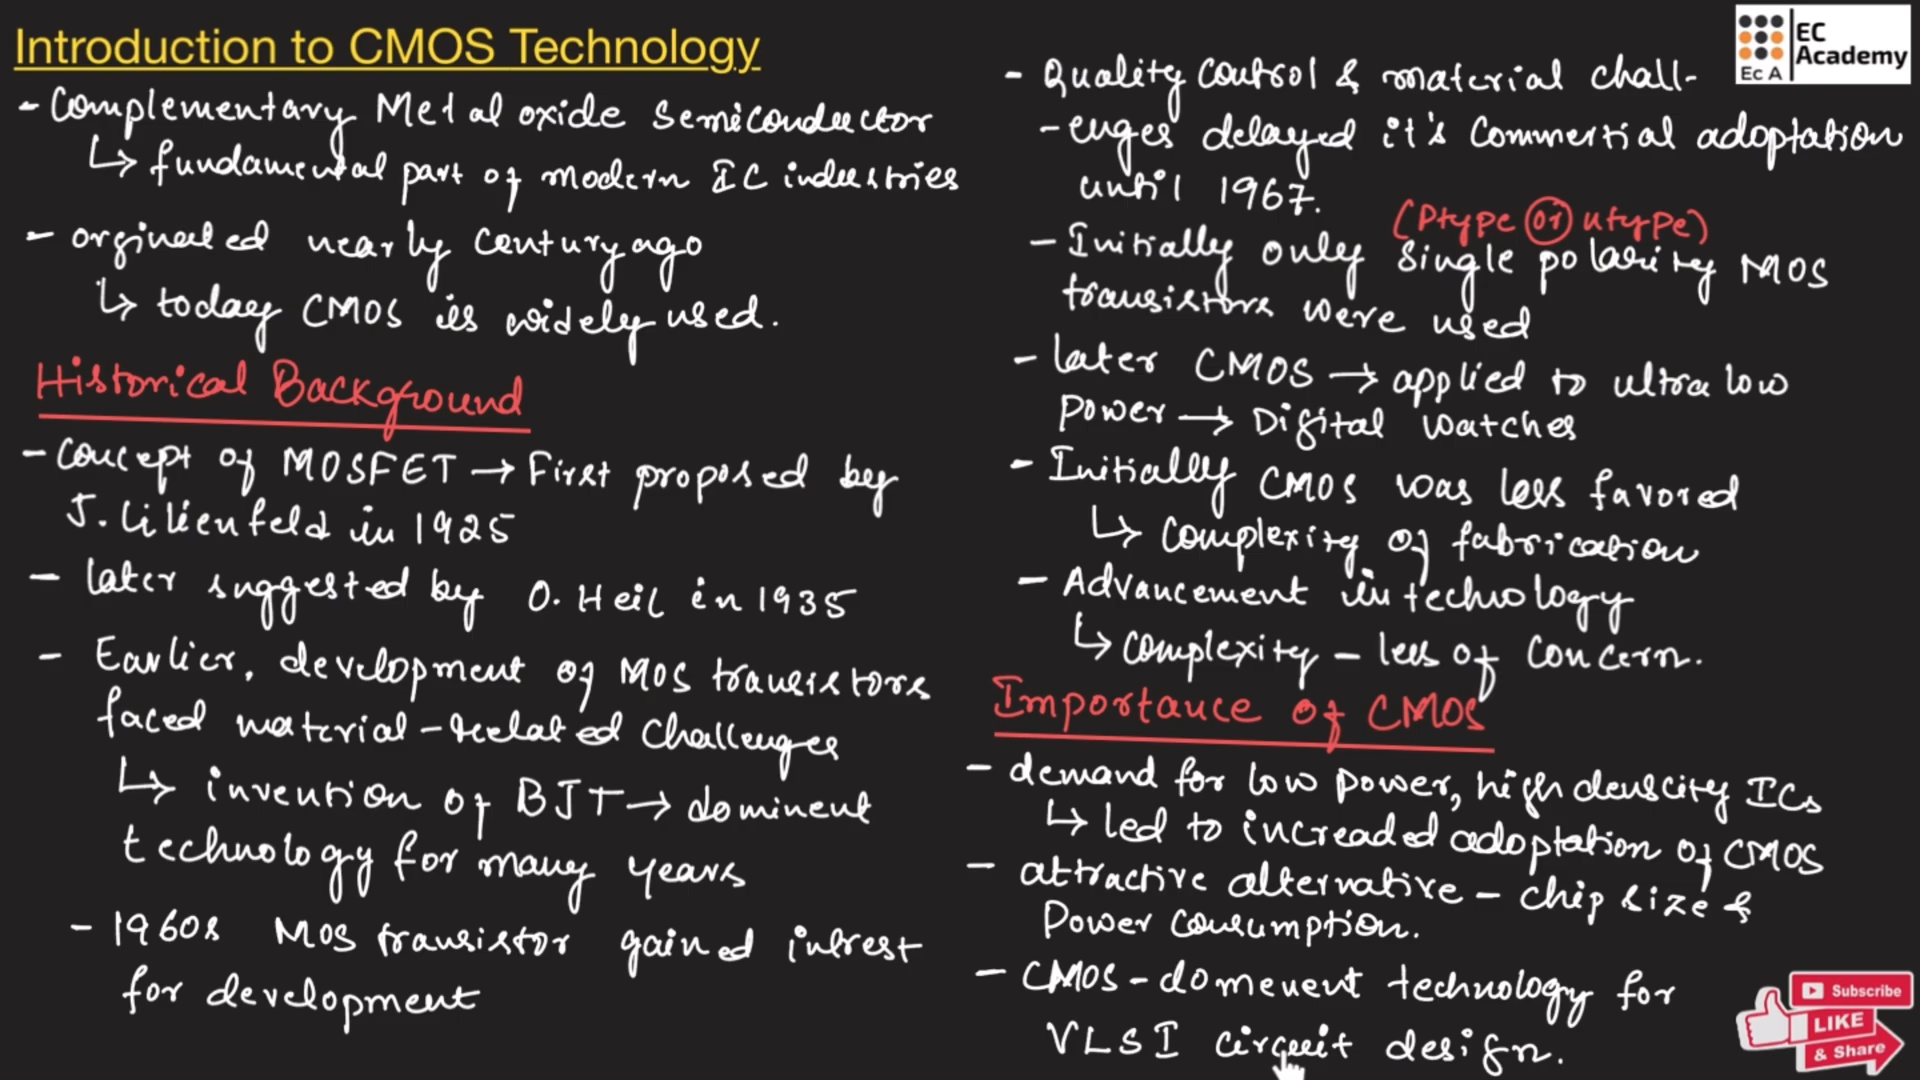 Introduction to CMOS Technology
- Complementary Metal oxide Semiconductor
↳ fundamental part of modern IC industries
- orginated nearly century ago
↳ today CMOS is widely used.
Historical Background
- Concept of MOSFET → First proposed by
J. Lilienfeld in 1925
- later suggested by O. Heil in 1935
- Earlier, development of MOS transistors
faced material-related challenges
↳ invention of BJT → dominent
technology for many years
- 1960s MOS transistor gained intrest
for development
- Quality Control & material chall-
-enges delayed it's Commertial adoptation
until 1967.
(Ptype or ntype)
- Initially only single polarity MOS
transistors were used
- later CMOS → applied to ultra low
power → Digital watches
- Initially CMOS was less favored
↳ Complexity of fabrication
- Advancement in technology
↳ Complexity - less of Concern.
Importance of CMOS
- demand for low power, high denscity ICs
↳ led to increaded adoptation of CMOS
- attractive alternative - chip size &
Power Consumption.
- CMOS - domenent technology for
VLSI circuit design.
EC
Academy
Ec A
Subscribe
LIKE
& Share